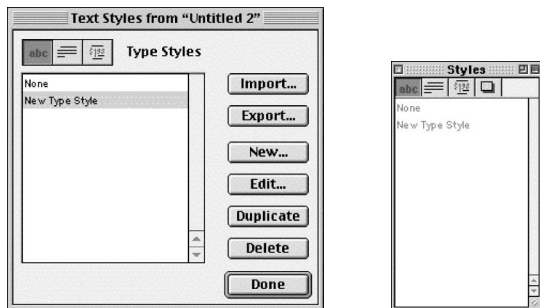 Text Styles from “Untitled 2”
abc
Type Styles
None
New Type Style
Import...
Export...
New...
Edit...
Duplicate
Delete
Done
Styles
abc
None
New Type Style